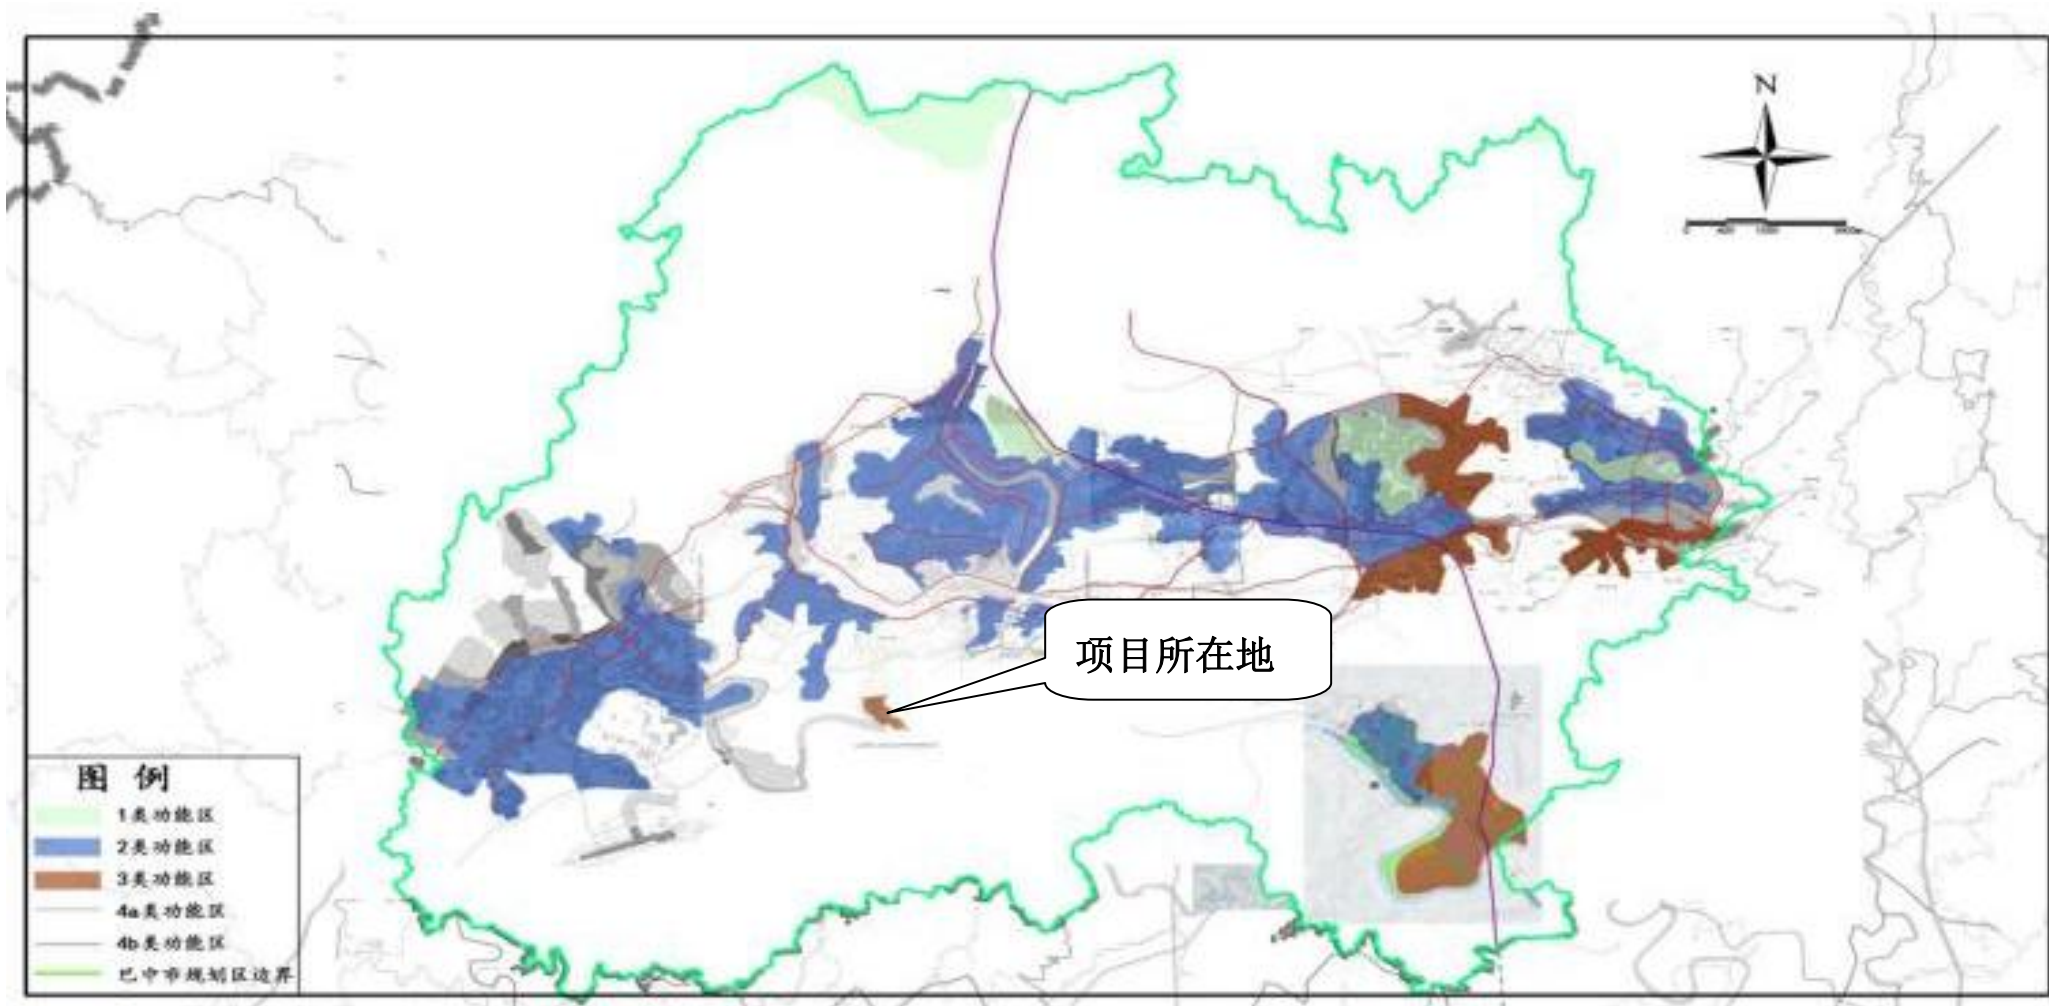 N
项目所在地
图 例
1类功能区
2类功能区
3类功能区
4a类功能区
4b类功能区
巴中市规划区边界